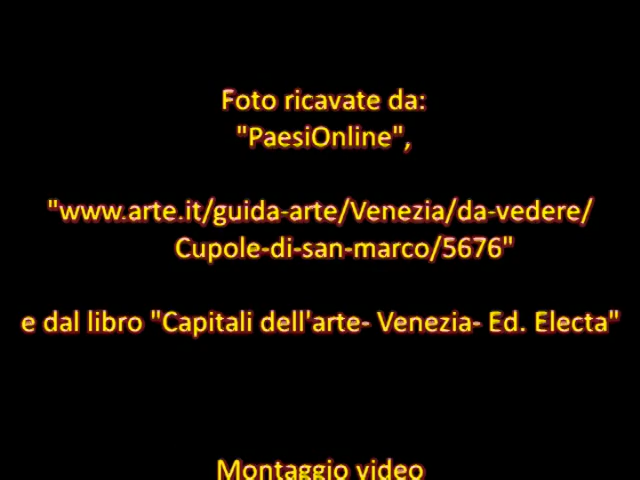 Foto ricavate da:
"PaesiOnline",
"www.arte.it/guida-arte/Venezia/da-vedere/
Cupole-di-san-marco/5676"
e dal libro "Capitali dell'arte- Venezia- Ed. Electa"
Montaggio video